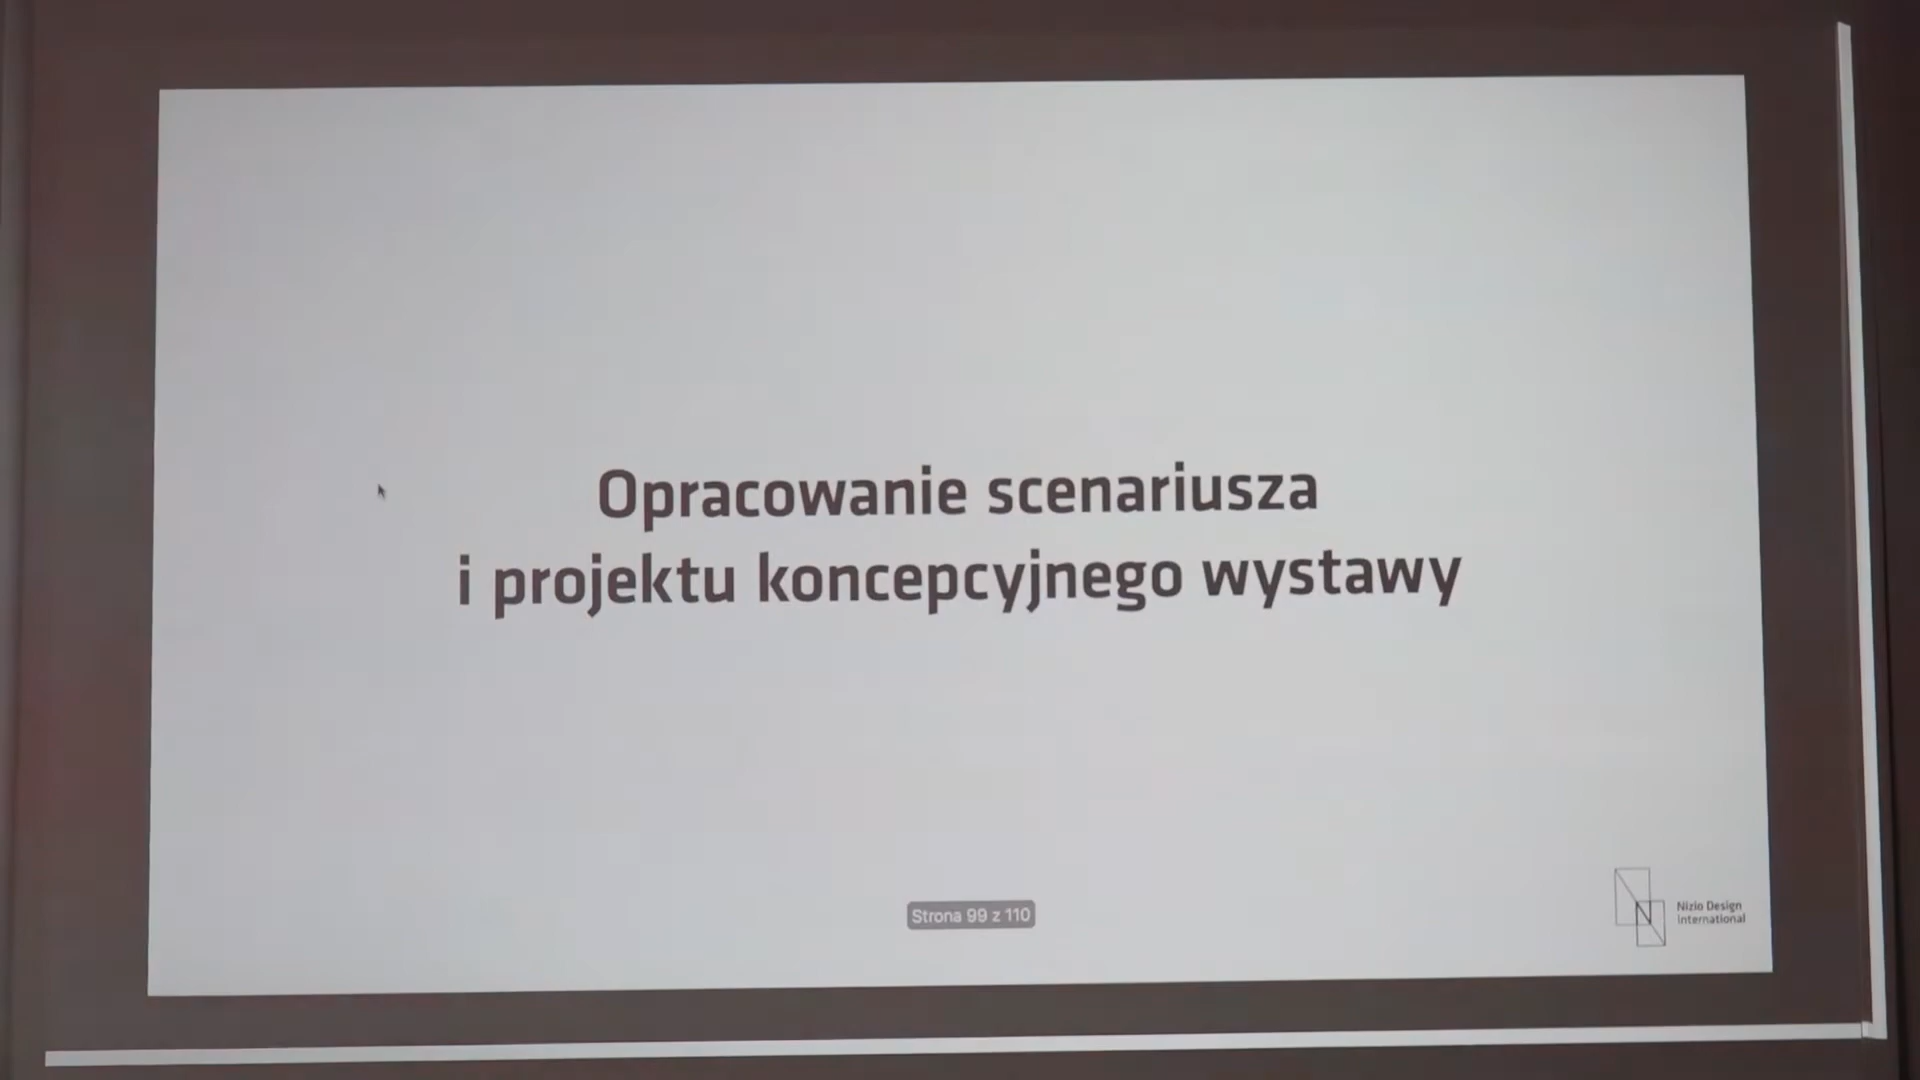 Opracowanie scenariusza
i projektu koncepcyjnego wystawy
Strona 99 z 110
Nizio Design
International